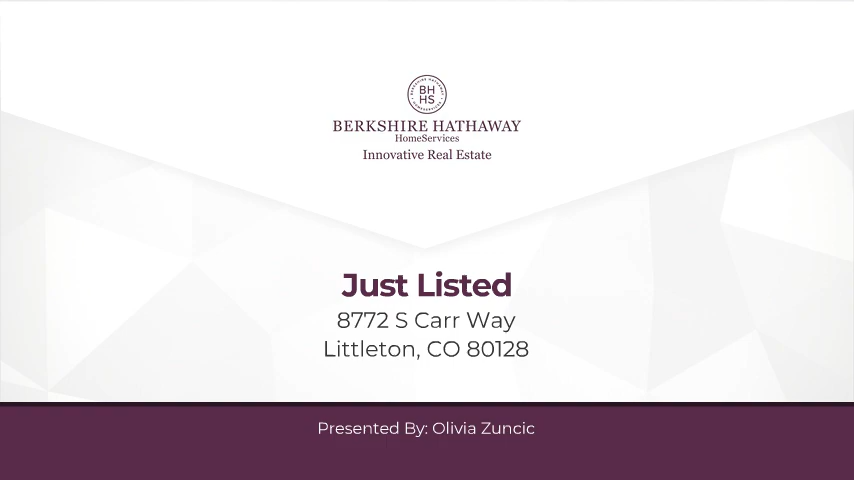 BH
HS
BERKSHIRE HATHAWAY
HomeServices
Innovative Real Estate
Just Listed
8772 S Carr Way
Littleton, CO 80128
Presented By: Olivia Zuncic